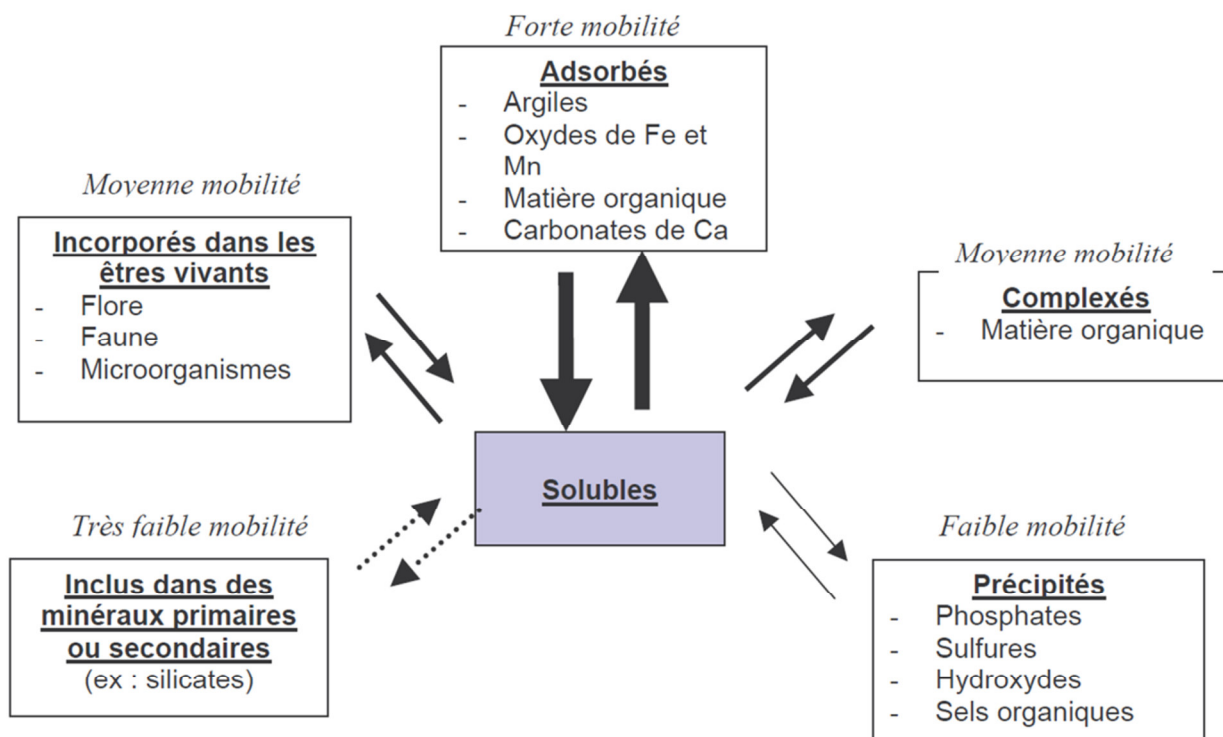 Forte mobilité
Adsorbés
- Argiles
- Oxydes de Fe et
Mn
- Matière organique
- Carbonates de Ca
Moyenne mobilité
Incorporés dans les
êtres vivants
- Flore
- Faune
- Microorganismes
Moyenne mobilité
Complexés
- Matière organique
Solubles
Très faible mobilité
Inclus dans des
minéraux primaires
ou secondaires
(ex : silicates)
Faible mobilité
Précipités
- Phosphates
- Sulfures
- Hydroxydes
- Sels organiques